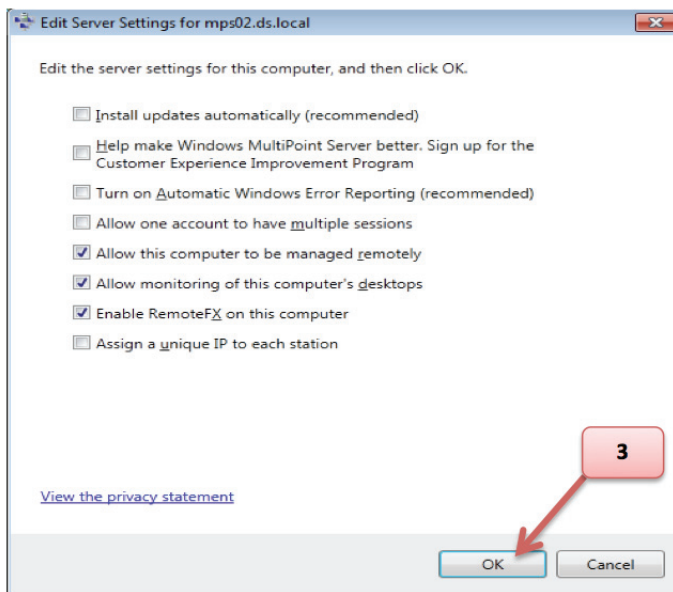 Edit Server Settings for mps02.ds.local
Edit the server settings for this computer, and then click OK.
Install updates automatically (recommended)
Help make Windows MultiPoint Server better. Sign up for the
Customer Experience Improvement Program
Turn on Automatic Windows Error Reporting (recommended)
Allow one account to have multiple sessions
Allow this computer to be managed remotely
Allow monitoring of this computer's desktops
Enable RemoteFX on this computer
Assign a unique IP to each station
3
View the privacy statement
OK
Cancel